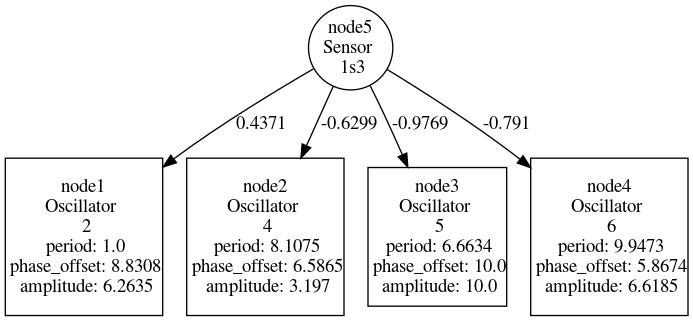 node5
Sensor
1s3
0.4371
-0.6299
-0.9769
-0.791
node1
Oscillator
2
period: 1.0
phase_offset: 8.8308
amplitude: 6.2635
node2
Oscillator
4
period: 8.1075
phase_offset: 6.5865
amplitude: 3.197
node3
Oscillator
5
period: 6.6634
phase_offset: 10.0
amplitude: 10.0
node4
Oscillator
6
period: 9.9473
phase_offset: 5.8674
amplitude: 6.6185